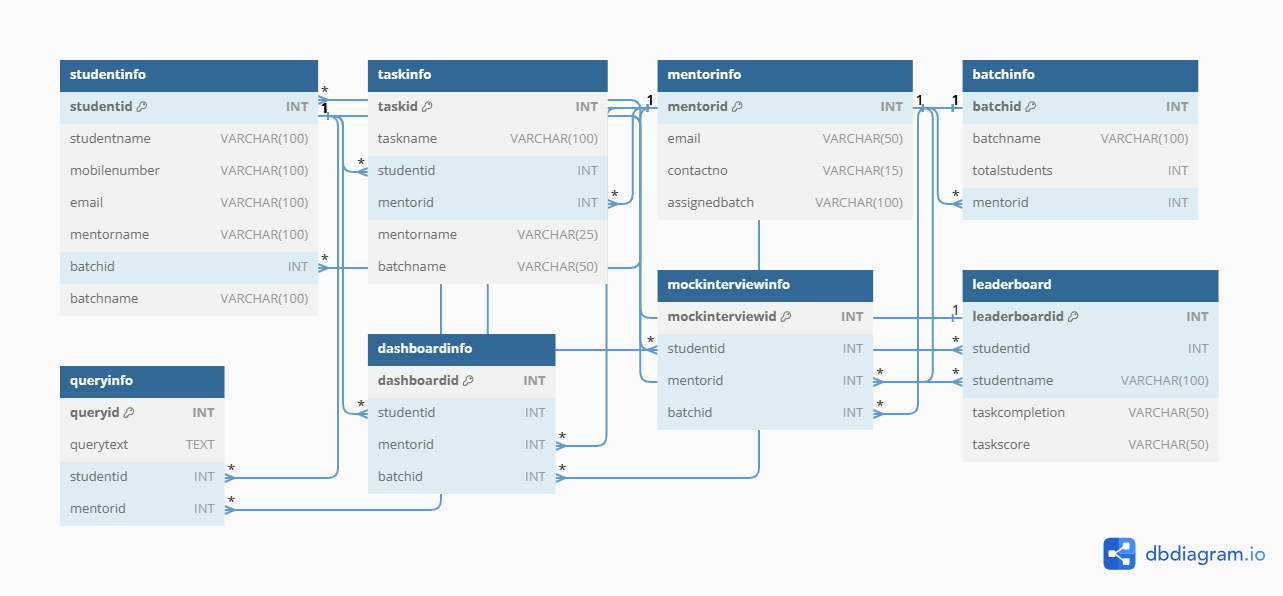 studentinfo
studentid INT
studentname VARCHAR(100)
mobilenumber VARCHAR(100)
email VARCHAR(100)
mentorname VARCHAR(100)
batchid INT
batchname VARCHAR(100)
taskinfo
taskid INT
taskname VARCHAR(100)
studentid INT
mentorid INT
mentorname VARCHAR(25)
batchname VARCHAR(50)
mentorinfo
mentorid INT
email VARCHAR(50)
contactno VARCHAR(15)
assignedbatch VARCHAR(100)
batchinfo
batchid INT
batchname VARCHAR(100)
totalstudents INT
mentorid INT
queryinfo
queryid INT
querytext TEXT
studentid INT
mentorid INT
dashboardinfo
dashboardid INT
studentid INT
mentorid INT
batchid INT
mockinterviewinfo
mockinterviewid INT
studentid INT
mentorid INT
batchid INT
leaderboard
leaderboardid INT
studentid INT
studentname VARCHAR(100)
taskcompletion VARCHAR(50)
taskscore VARCHAR(50)
* 1 * * * 1 1 1 * 1 * * * * * * * * *
dbdiagram.io